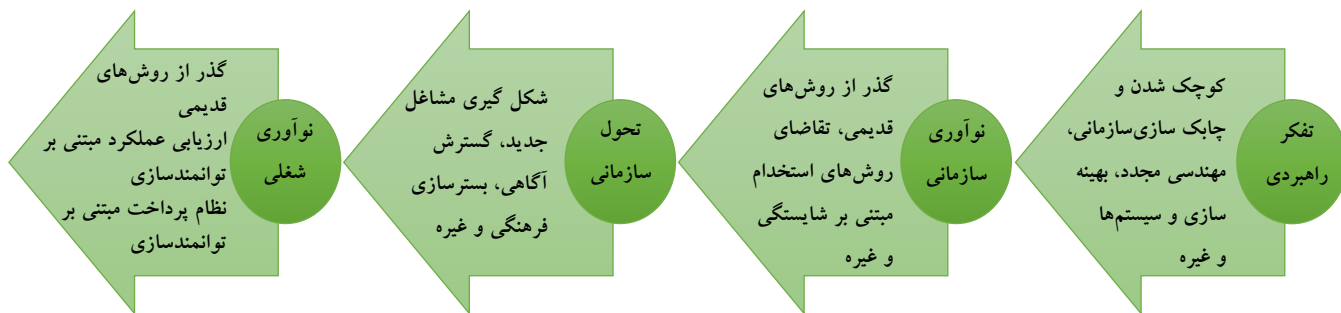 تفکر
راهبردی
کوچک شدن و
چابک سازی‌سازمانی،
مهندسی مجدد، بهینه
سازی و سیستم‌ها
و غیره
نوآوری
سازمانی
گذر از روش‌های
قدیمی، تقاضای
روش‌های استخدام
مبتنی بر شایستگی
و غیره
تحول
سازمانی
شکل گیری مشاغل
جدید، گسترش
آگاهی، بسترسازی
فرهنگی و غیره
نوآوری
شغلی
گذر از روش‌های
قدیمی
ارزیابی عملکرد مبتنی بر
توانمندسازی
نظام پرداخت مبتنی بر
توانمندسازی